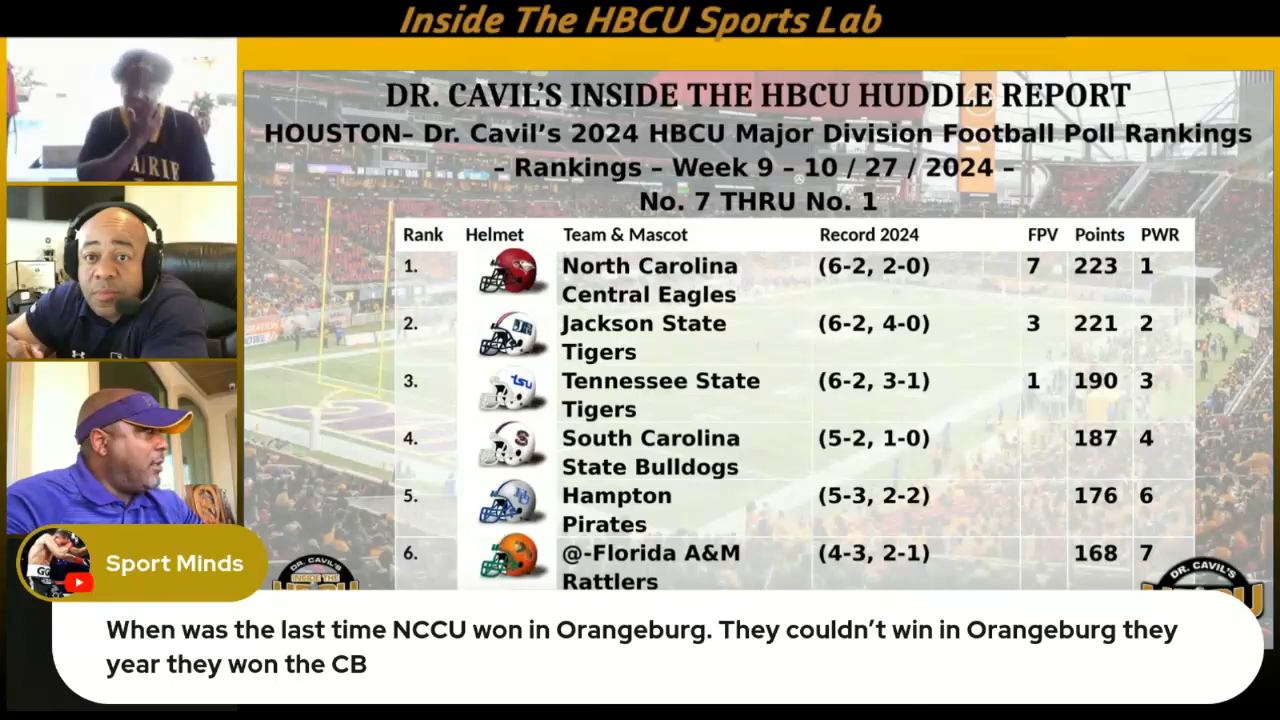 Inside The HBCU Sports Lab
DR. CAVIL'S INSIDE THE HBCU HUDDLE REPORT
HOUSTON– Dr. Cavil's 2024 HBCU Major Division Football Poll Rankings
– Rankings – Week 9 – 10 / 27 / 2024 –
No. 7 THRU No. 1
Rank Helmet Team & Mascot Record 2024 FPV Points PWR
1. North Carolina Central Eagles (6-2, 2-0) 7 223 1
2. Jackson State Tigers (6-2, 4-0) 3 221 2
3. Tennessee State Tigers (6-2, 3-1) 1 190 3
4. South Carolina State Bulldogs (5-2, 1-0) 187 4
5. Hampton Pirates (5-3, 2-2) 176 6
6. @-Florida A&M Rattlers (4-3, 2-1) 168 7
DR. CAVIL'S
INSIDE THE
DR. CAVIL'S
Sport Minds
When was the last time NCCU won in Orangeburg. They couldn't win in Orangeburg they
year they won the CB